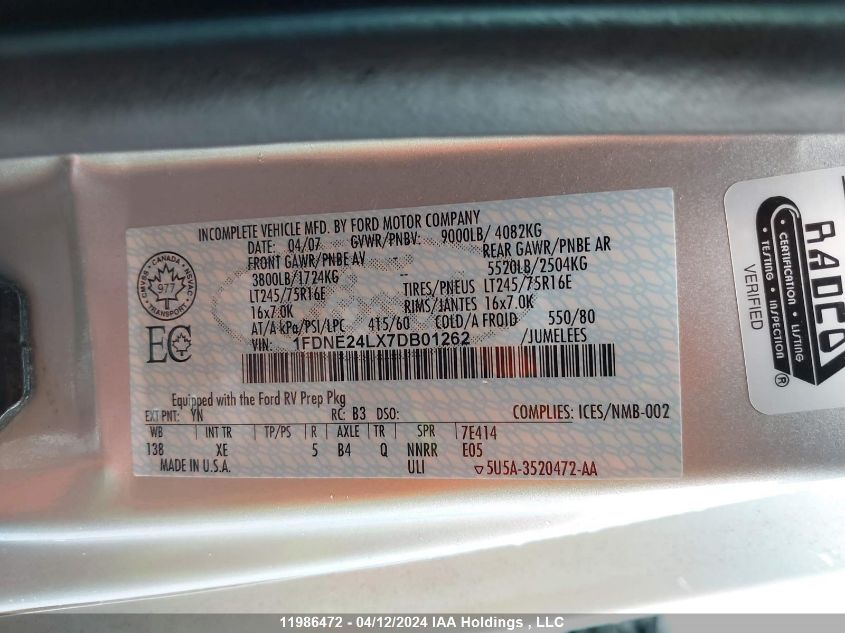 INCOMPLETE VEHICLE MFD. BY FORD MOTOR COMPANY
DATE: 04/07 GVWR/PNBV: 9000LB/ 4082KG
FRONT GAWR/PNBE AV -- REAR GAWR/PNBE AR
3800LB/1724KG 5520LB/2504KG
LT245/75R16E TIRES/PNEUS LT245/75R16E
16x7.0K RIMS/JANTES 16x7.0K
AT/A kPa/PSI/LPC 415/60 COLD/A FROID 550/80
VIN: 1FDNE24LX7DB01262 /JUMELEES
CANADA
CMVSS NSVAC
977
TRANSPORT
EC
Equipped with the Ford RV Prep Pkg
EXT PNT: YN RC: B3 DSO: COMPLIES: ICES/NMB-002
WB INT TR TP/PS R AXLE TR SPR 7E414
138 XE 5 B4 Q NNRR E05
MADE IN U.S.A. ULI ▽5U5A-3520472-AA
VERIFIED
TESTING
CERTIFICATION
INSPECTION
LISTING
RADCO
®
11986472 - 04/12/2024 IAA Holdings , LLC